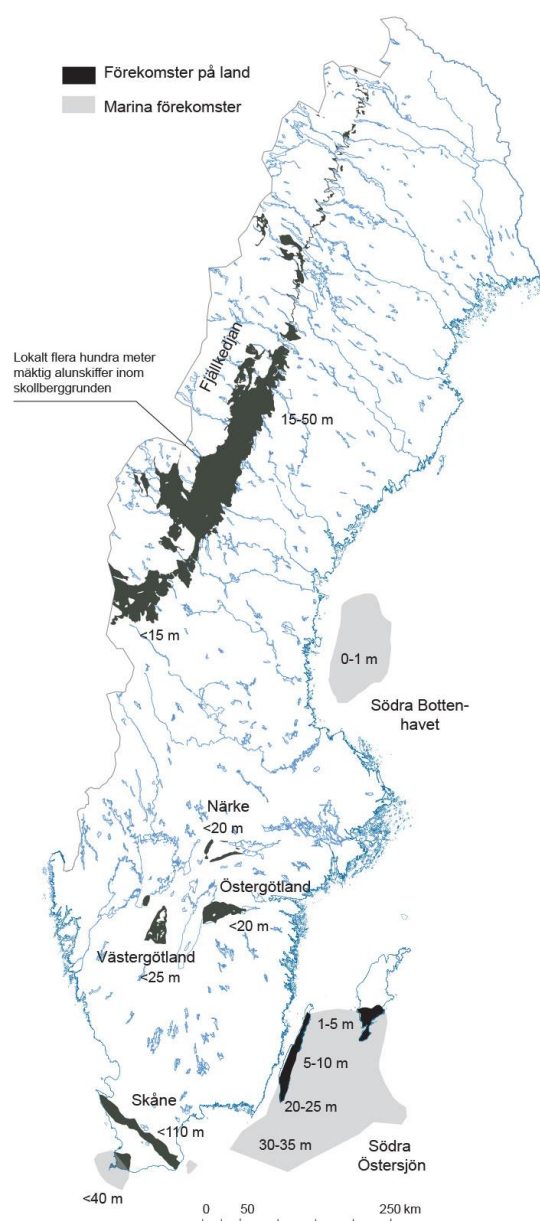 Förekomster på land
Marina förekomster
Lokalt flera hundra meter
mäktig alunskiffer inom
skollberggrunden
Fjällkedjan
15-50 m
<15 m
0-1 m
Södra Botten-
havet
Närke
<20 m
Östergötland
<20 m
Västergötland
<25 m
1-5 m
5-10 m
20-25 m
30-35 m
Södra
Östersjön
Skåne
<110 m
<40 m
0 50 250 km